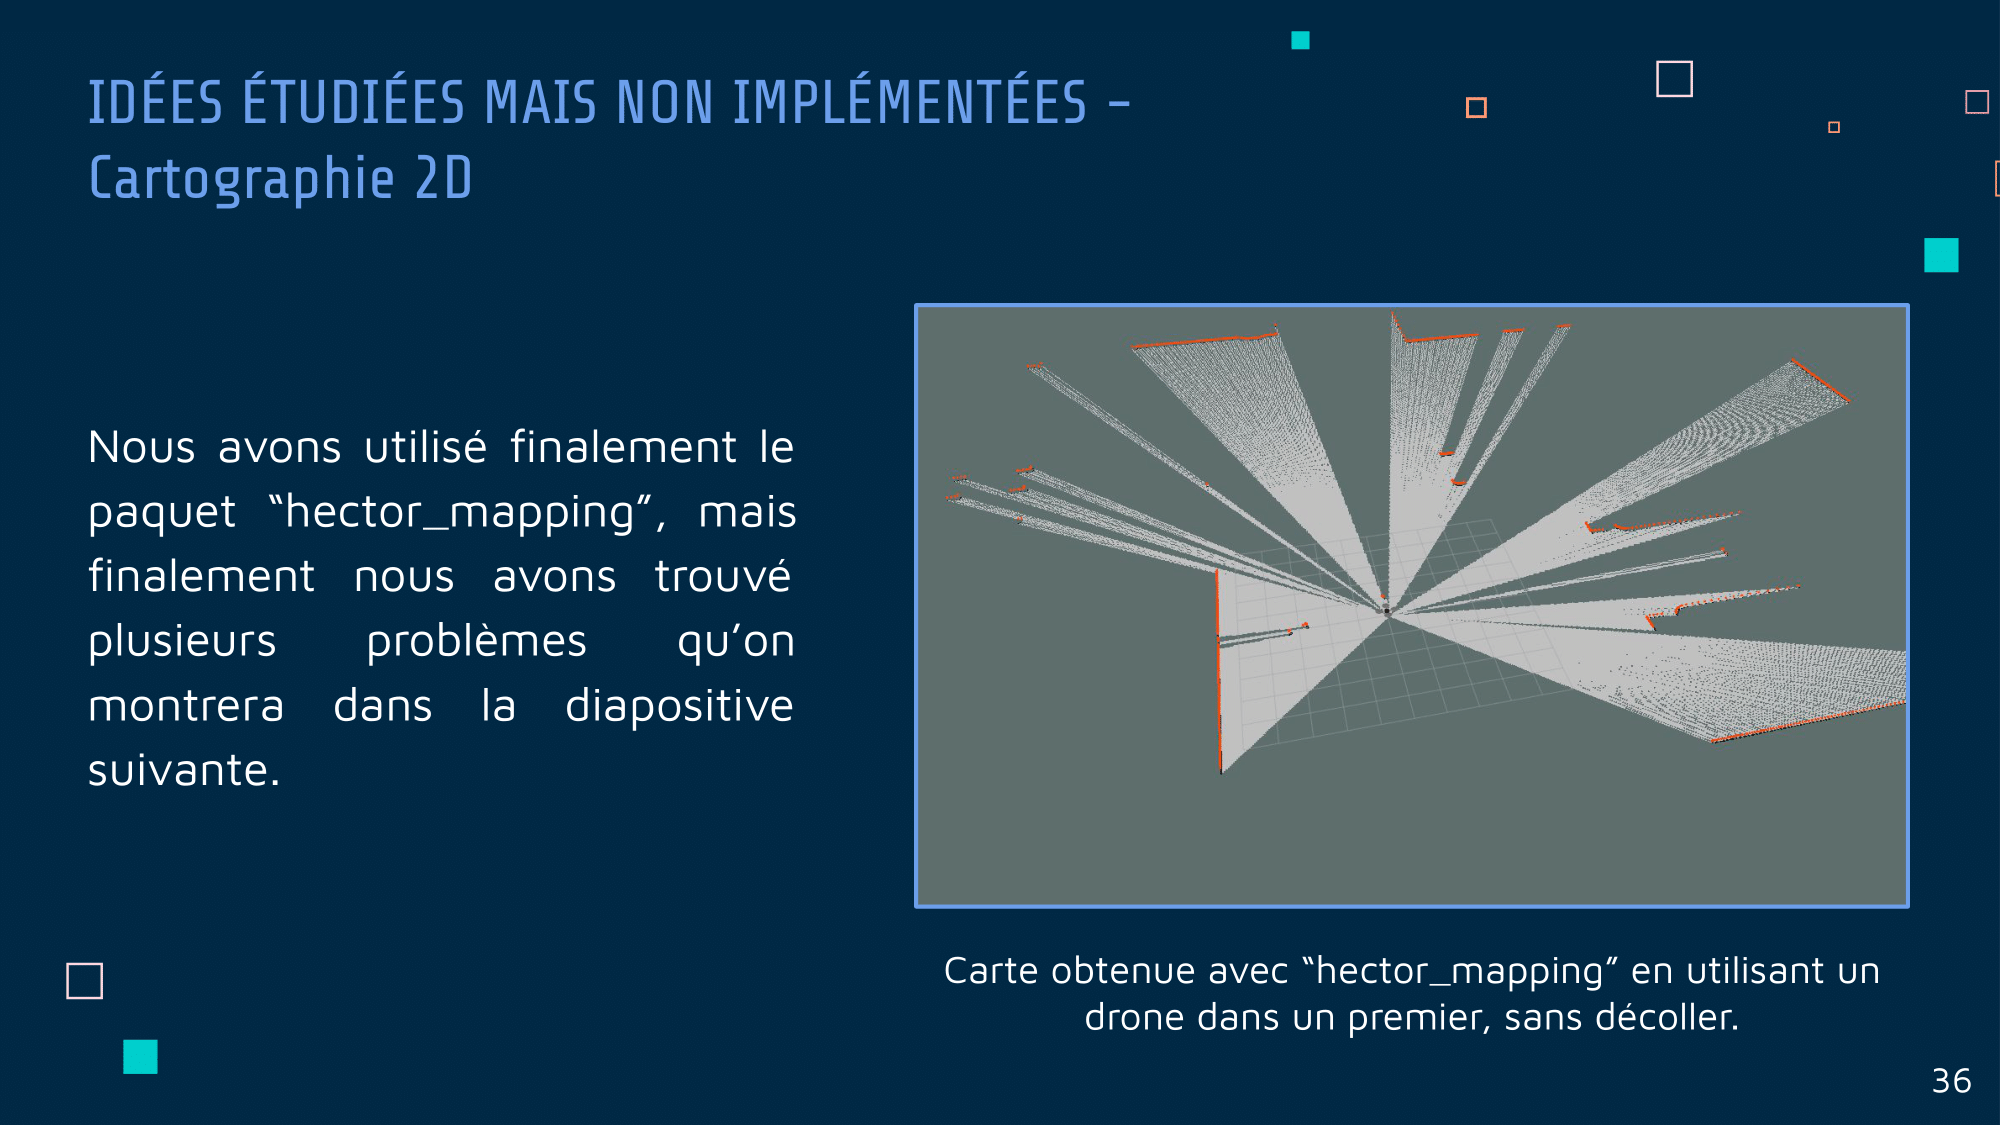 IDÉES ÉTUDIÉES MAIS NON IMPLÉMENTÉES –
Cartographie 2D
Nous avons utilisé finalement le
paquet “hector_mapping”, mais
finalement nous avons trouvé
plusieurs problèmes qu’on
montrera dans la diapositive
suivante.
Carte obtenue avec “hector_mapping” en utilisant un
drone dans un premier, sans décoller.
36